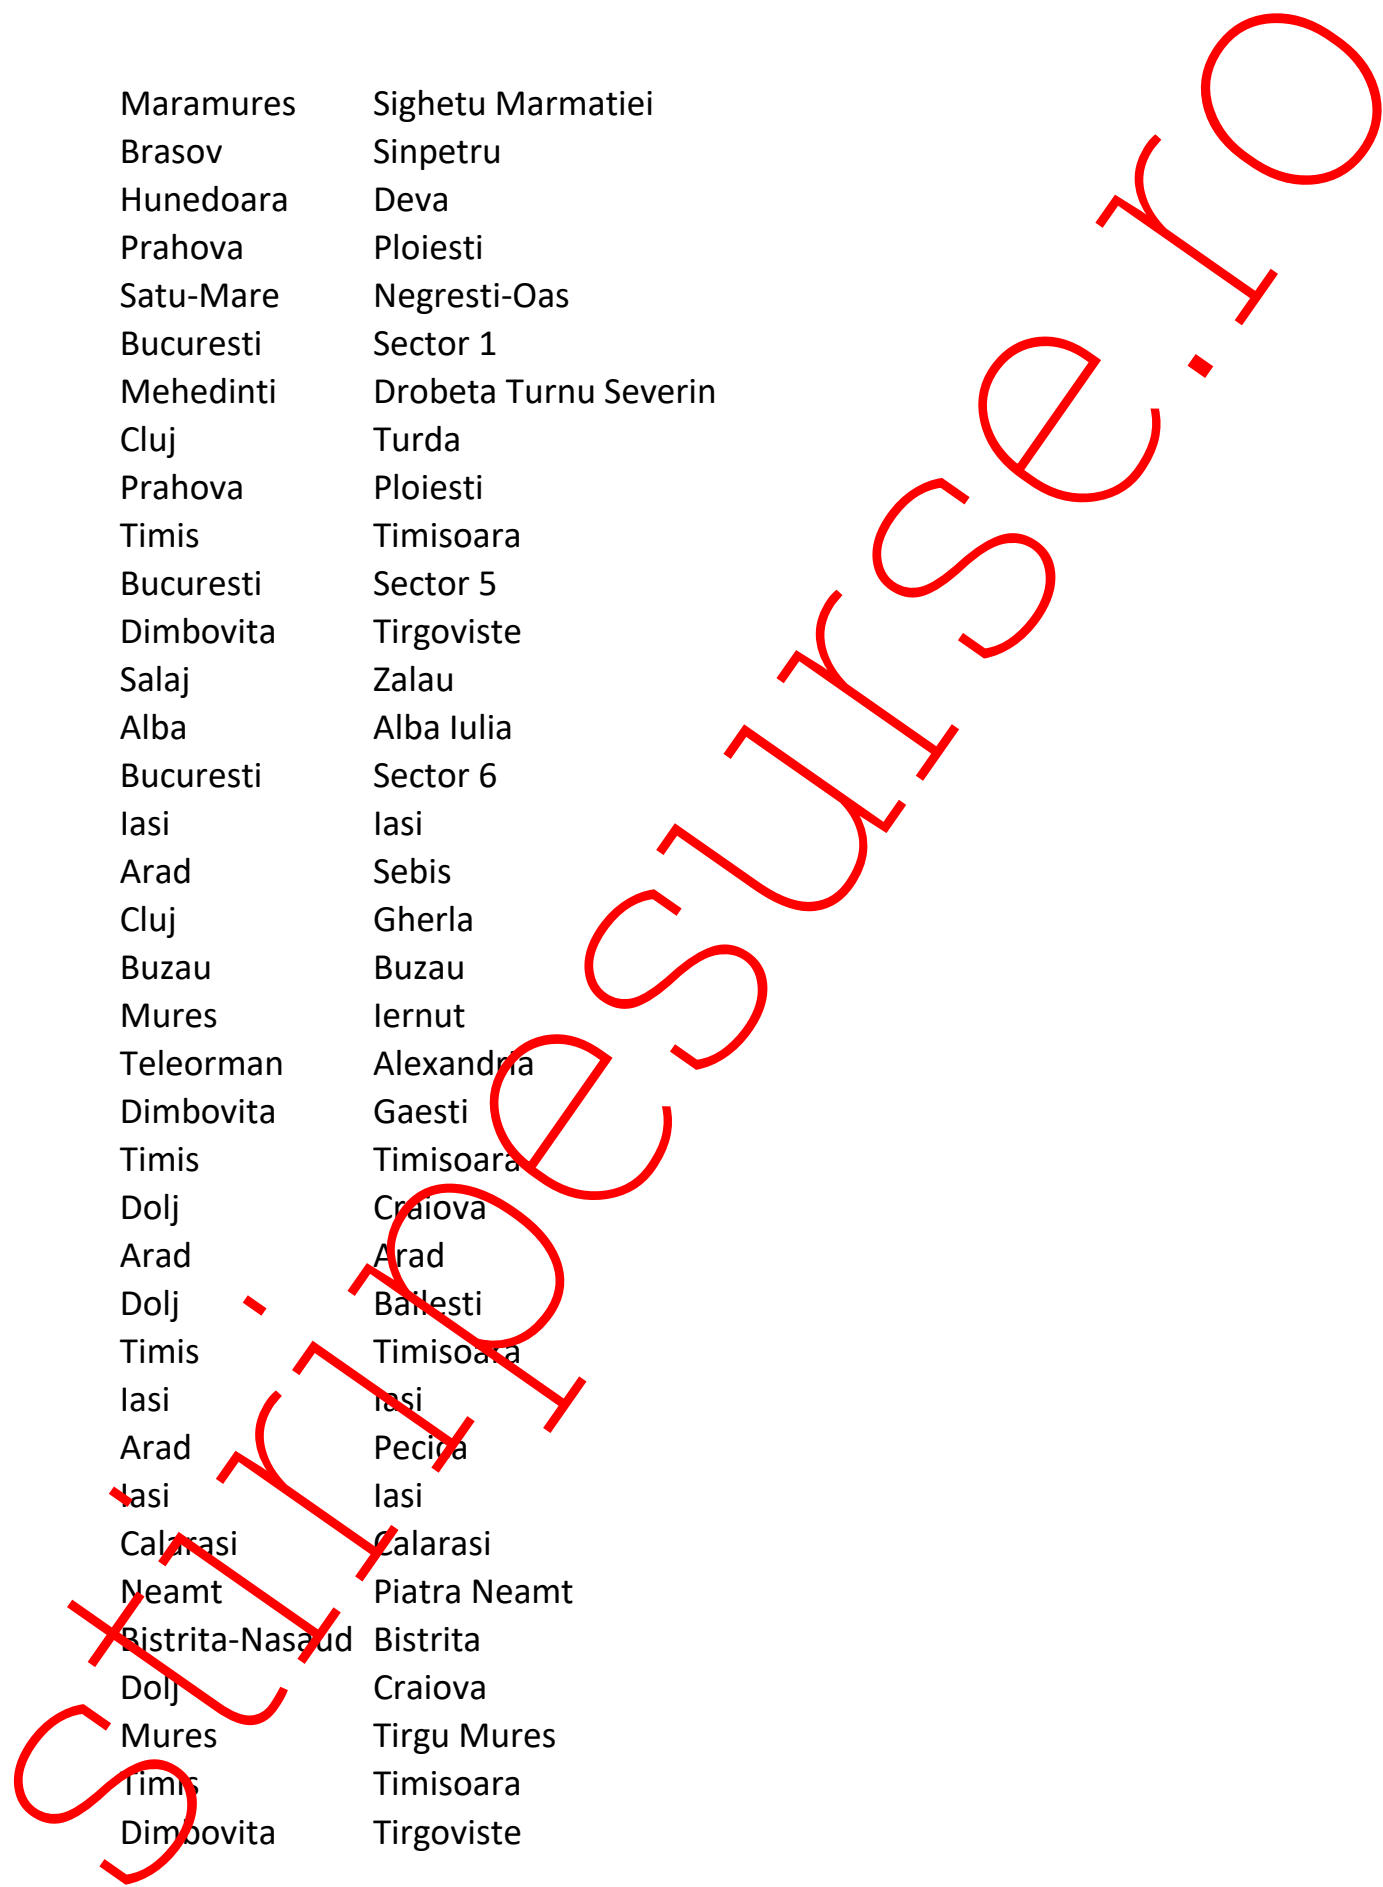 Maramures Sighetu Marmatiei
Brasov Sinpetru
Hunedoara Deva
Prahova Ploiesti
Satu-Mare Negresti-Oas
Bucuresti Sector 1
Mehedinti Drobeta Turnu Severin
Cluj Turda
Prahova Ploiesti
Timis Timisoara
Bucuresti Sector 5
Dimbovita Tirgoviste
Salaj Zalau
Alba Alba Iulia
Bucuresti Sector 6
Iasi Iasi
Arad Sebis
Cluj Gherla
Buzau Buzau
Mures Iernut
Teleorman Alexandria
Dimbovita Gaesti
Timis Timisoara
Dolj Craiova
Arad Arad
Dolj Bailesti
Timis Timisoara
Iasi Iasi
Arad Pecica
Iasi Iasi
Calarasi Calarasi
Neamt Piatra Neamt
Bistrita-Nasaud Bistrita
Dolj Craiova
Mures Tirgu Mures
Timis Timisoara
Dimbovita Tirgoviste
stiripesurse.ro